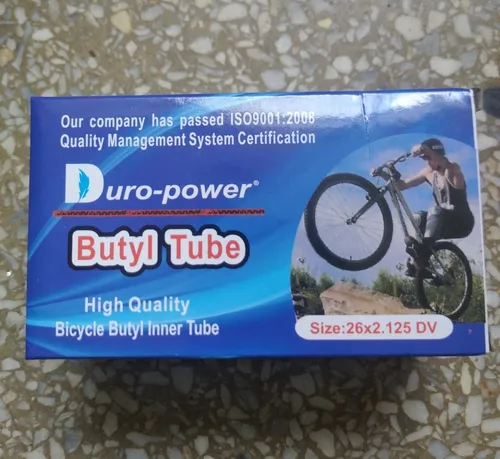 Our company has passed ISO9001:2008
Quality Management System Certification
Duro-power®
Butyl Tube
High Quality
Bicycle Butyl Inner Tube
Size:26x2.125 DV